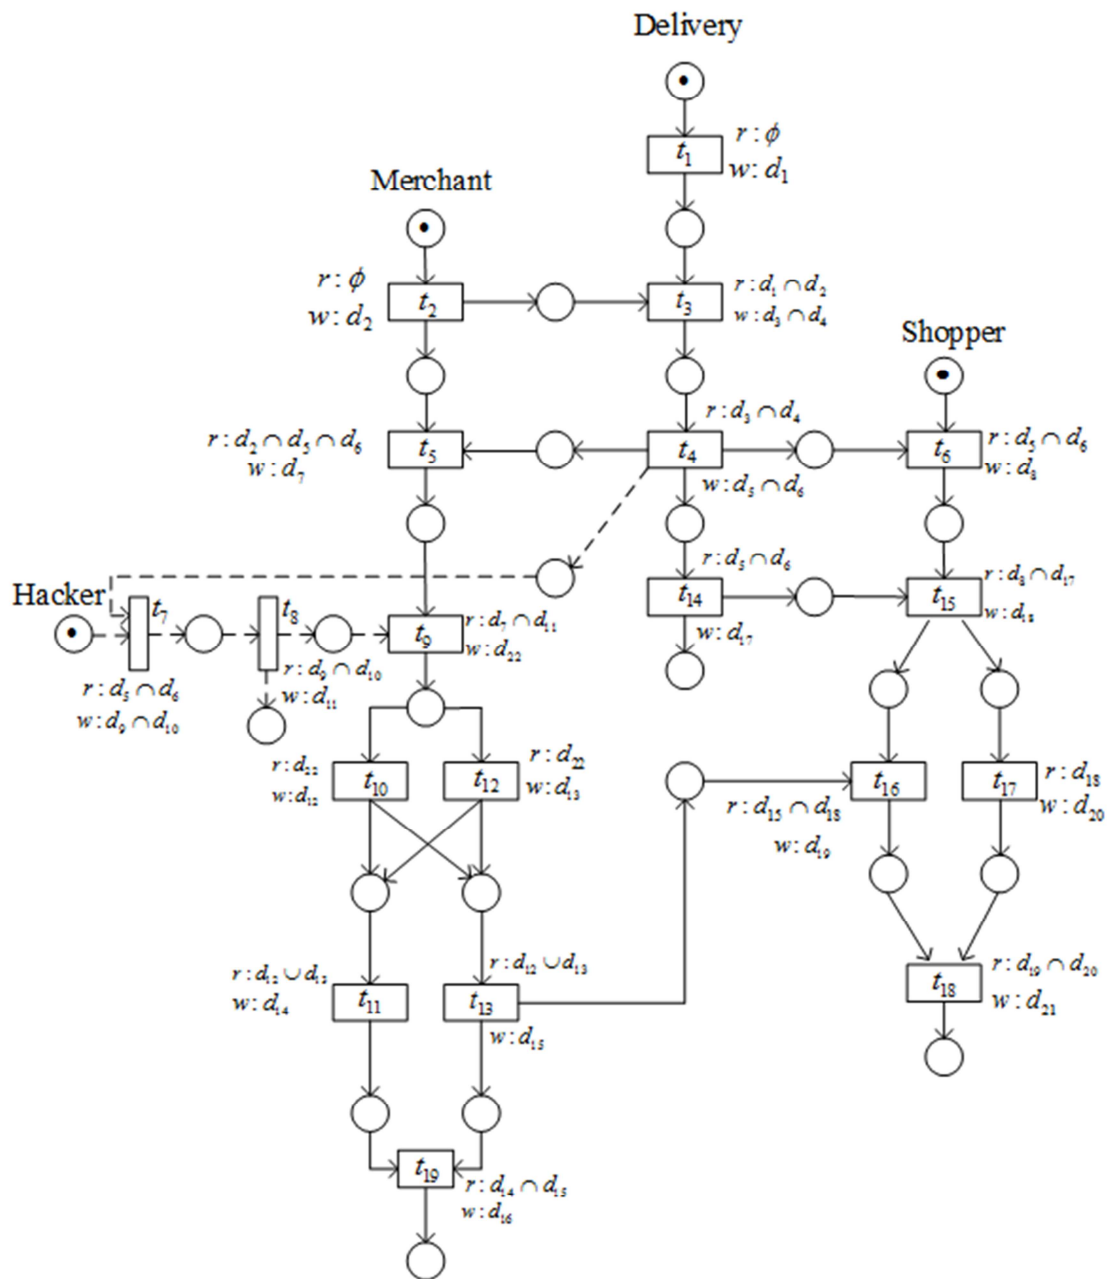 Delivery
t₁
r : ϕ
w : d₁
Merchant
r : ϕ
w : d₂
t₂
t₃
r : d₁ ∩ d₂
w : d₃ ∩ d₄
Shopper
r : d₂ ∩ d₅ ∩ d₆
w : d₇
t₅
r : d₃ ∩ d₄
t₄
w : d₅ ∩ d₆
t₆
r : d₅ ∩ d₆
w : d₈
Hacker
t₇
r : d₅ ∩ d₆
w : d₉ ∩ d₁₀
t₈
r : d₉ ∩ d₁₀
w : d₁₁
t₉
r : d₇ ∩ d₁₁
w : d₂₂
r : d₅ ∩ d₆
t₁₄
w : d₁₇
t₁₅
r : d₈ ∩ d₁₇
w : d₁₈
r : d₂₂
w : d₁₂
t₁₀
t₁₂
r : d₂₂
w : d₁₃
r : d₁₅ ∩ d₁₈
w : d₁₉
t₁₆
t₁₇
r : d₁₈
w : d₂₀
r : d₁₂ ∪ d₁₃
w : d₁₄
t₁₁
r : d₁₂ ∪ d₁₃
t₁₃
w : d₁₅
t₁₈
r : d₁₉ ∩ d₂₀
w : d₂₁
t₁₉
r : d₁₄ ∩ d₁₅
w : d₁₆